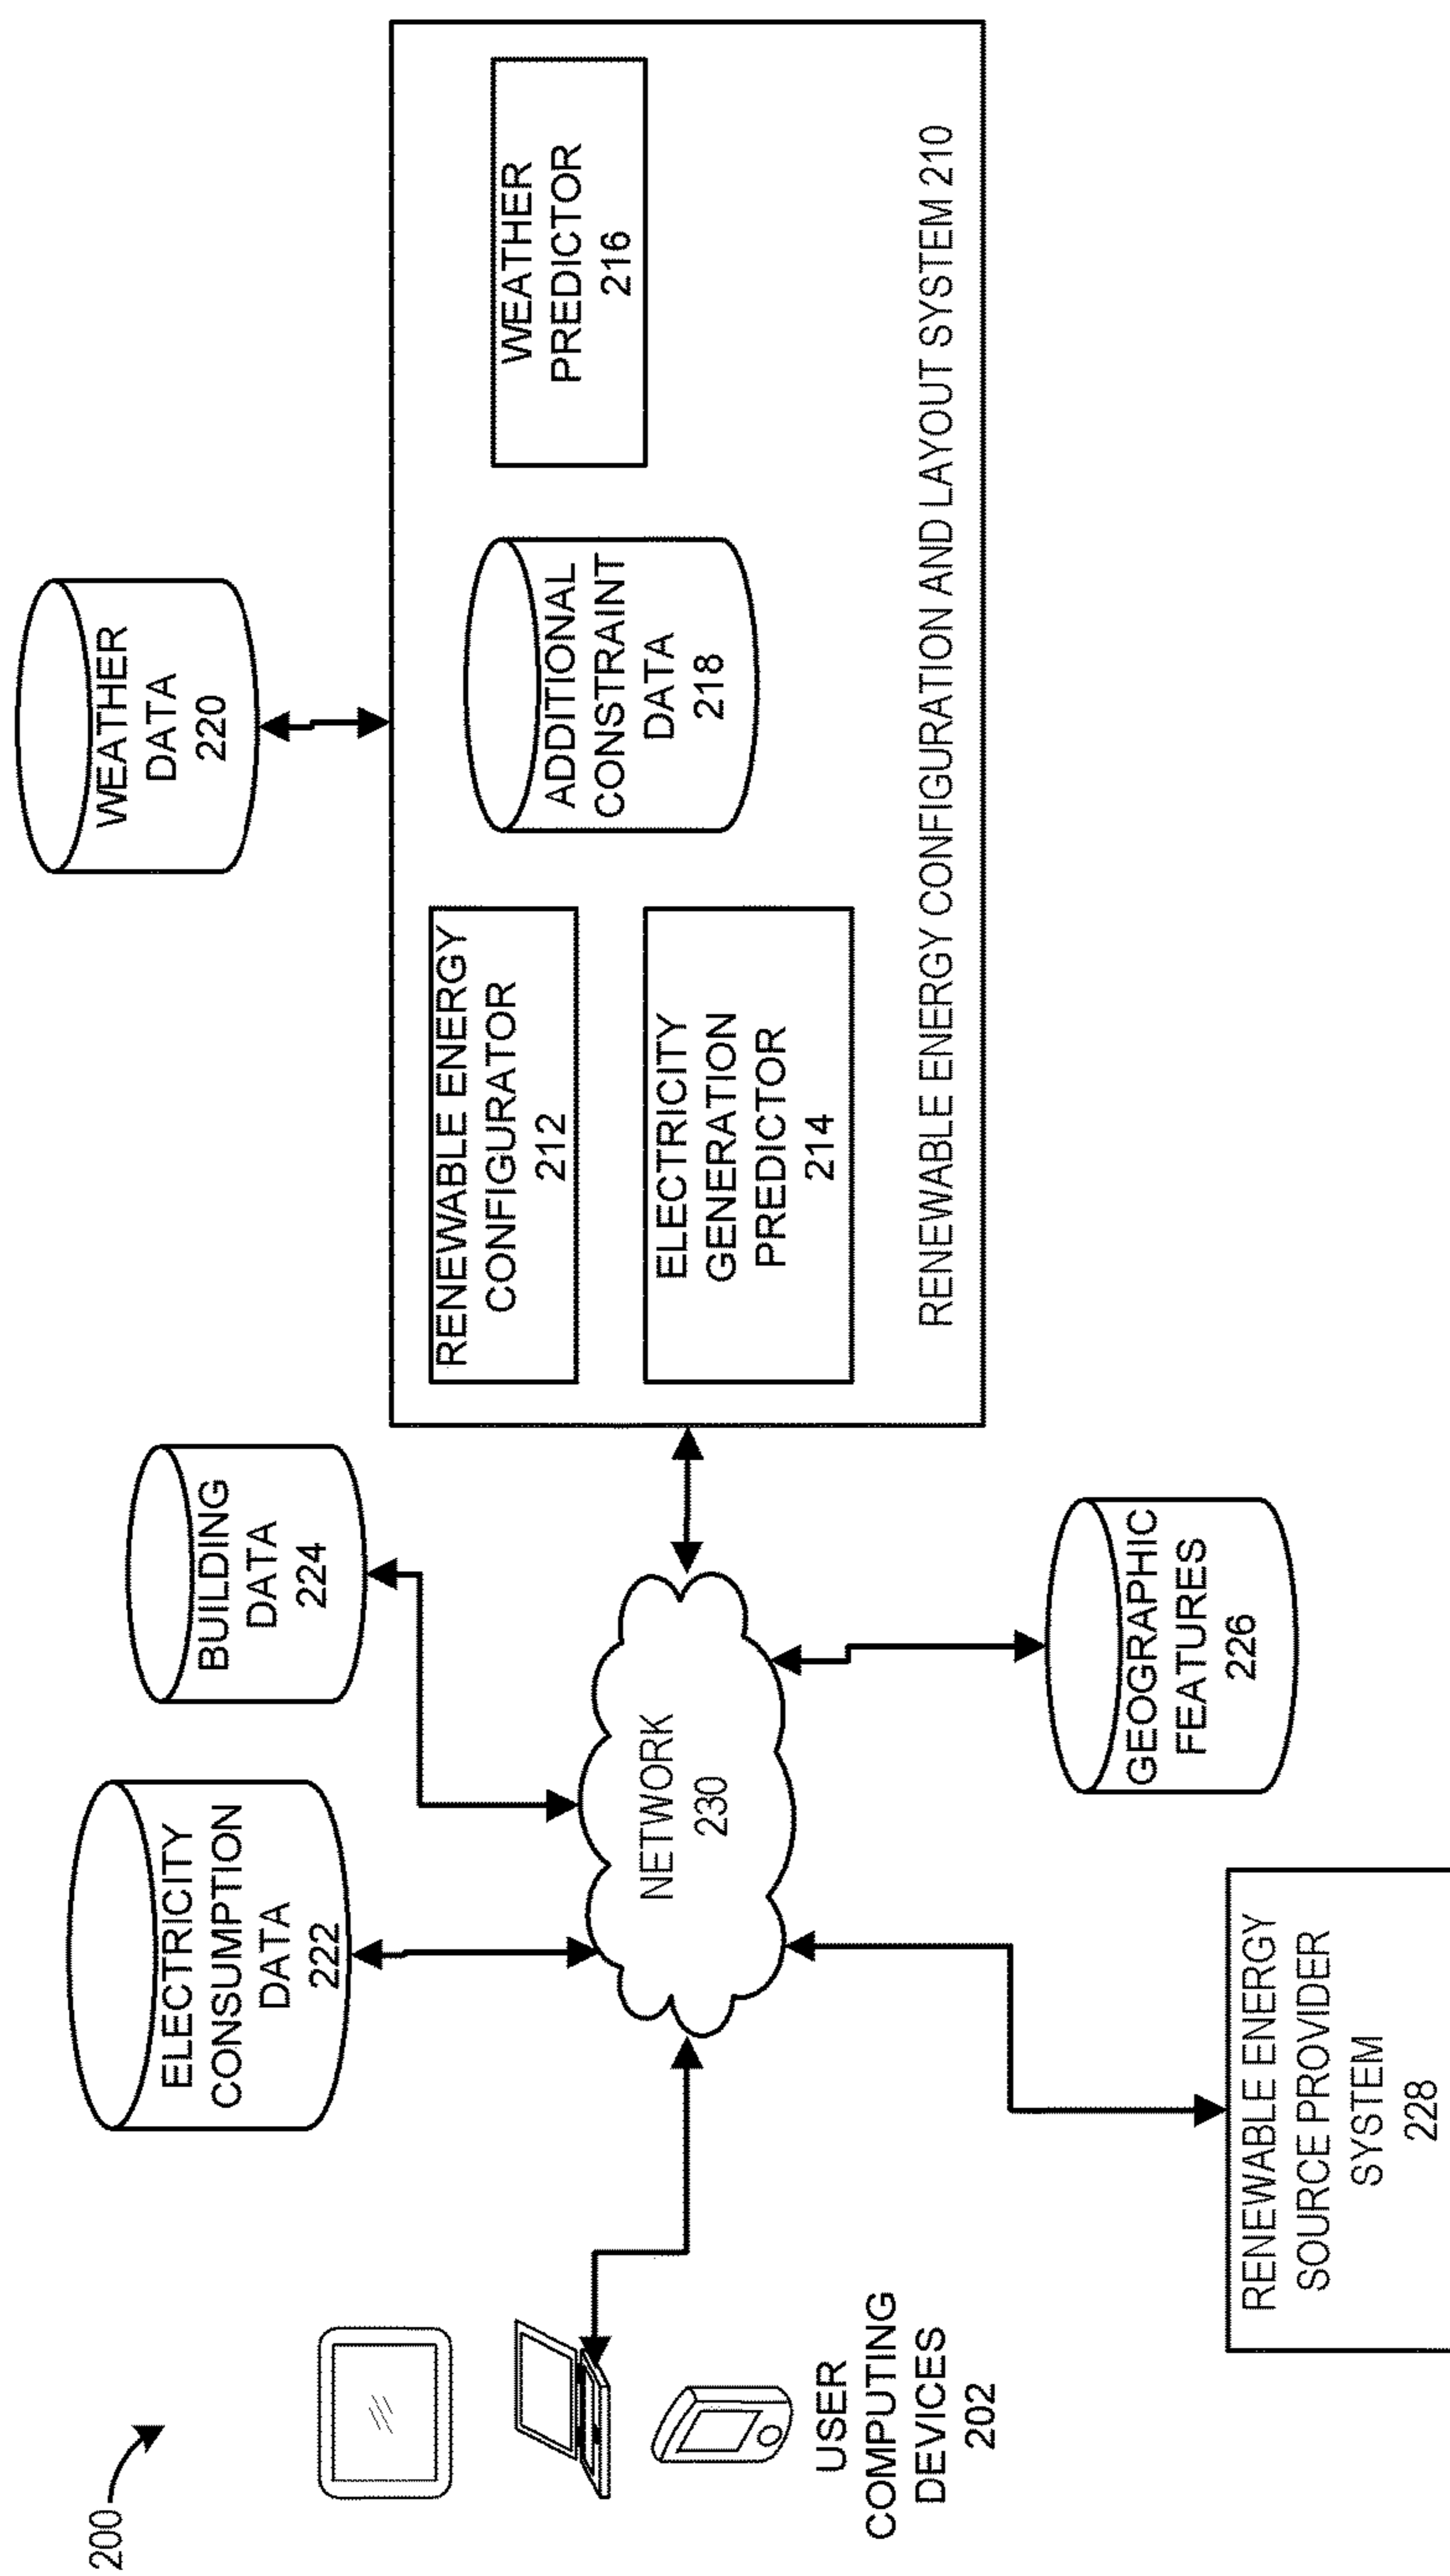 200
USER
COMPUTING
DEVICES
202
ELECTRICITY
CONSUMPTION
DATA
222
BUILDING
DATA
224
WEATHER
DATA
220
NETWORK
230
RENEWABLE ENERGY
SOURCE PROVIDER
SYSTEM
228
GEOGRAPHIC
FEATURES
226
RENEWABLE ENERGY
CONFIGURATOR
212
ELECTRICITY
GENERATION
PREDICTOR
214
ADDITIONAL
CONSTRAINT
DATA
218
WEATHER
PREDICTOR
216
RENEWABLE ENERGY CONFIGURATION AND LAYOUT SYSTEM 210